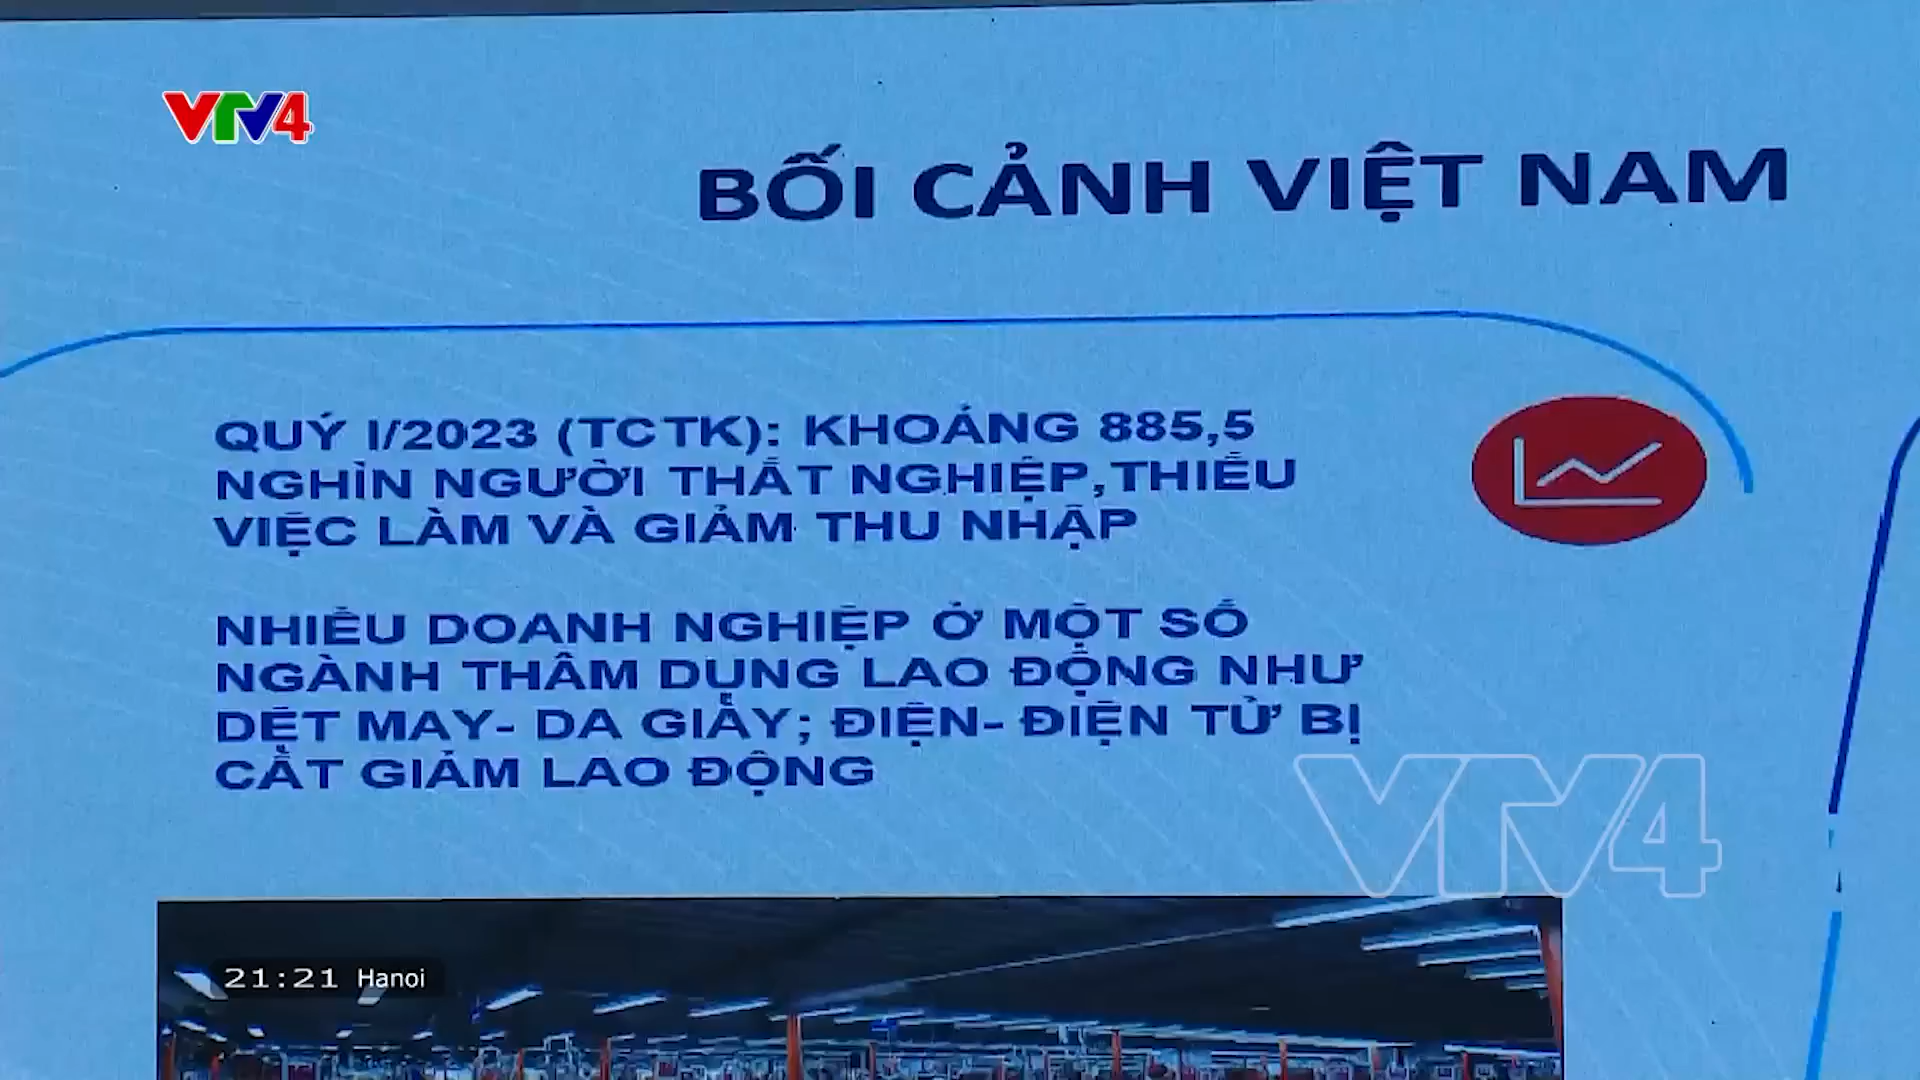 VTV4
BỐI CẢNH VIỆT NAM
QUÝ I/2023 (TCTK): KHOẢNG 885,5
NGHÌN NGƯỜI THẤT NGHIỆP,THIẾU
VIỆC LÀM VÀ GIẢM THU NHẬP
NHIỀU DOANH NGHIỆP Ở MỘT SỐ
NGÀNH THÂM DỤNG LAO ĐỘNG NHƯ
DỆT MAY- DA GIẦY; ĐIỆN- ĐIỆN TỬ BỊ
CẮT GIẢM LAO ĐỘNG
VTV4
21:21 Hanoi